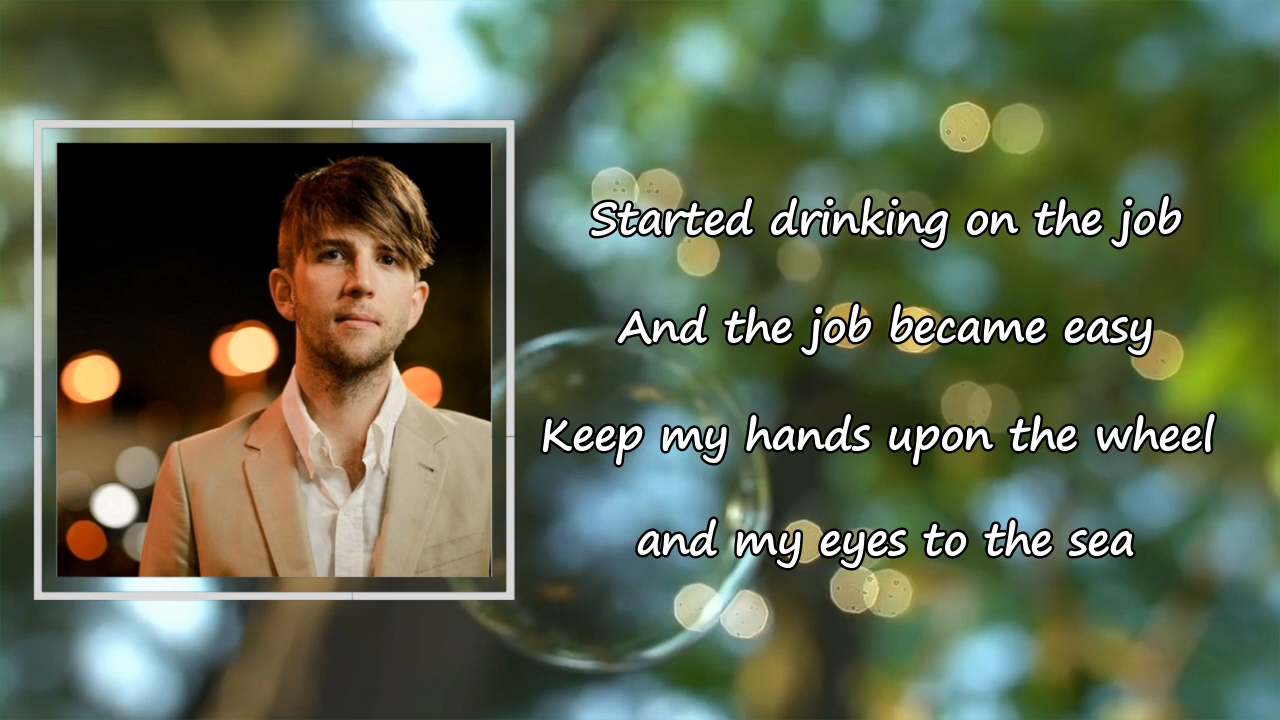 Started drinking on the job
And the job became easy
Keep my hands upon the wheel
and my eyes to the sea